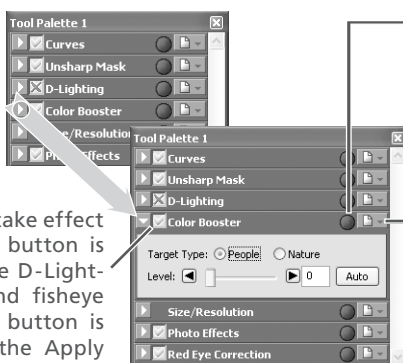 Tool Palette 1
Curves
Unsharp Mask
D-Lighting
Color Booster
e/Resolution
Pho Effects
Tool Palette 1
Curves
Unsharp Mask
D-Lighting
Color Booster
Target Type: People Nature
Level: 0 Auto
Size/Resolution
Photo Effects
Red Eye Correction
take effect
button is
e D-Light-
nd fisheye
button is
the Apply